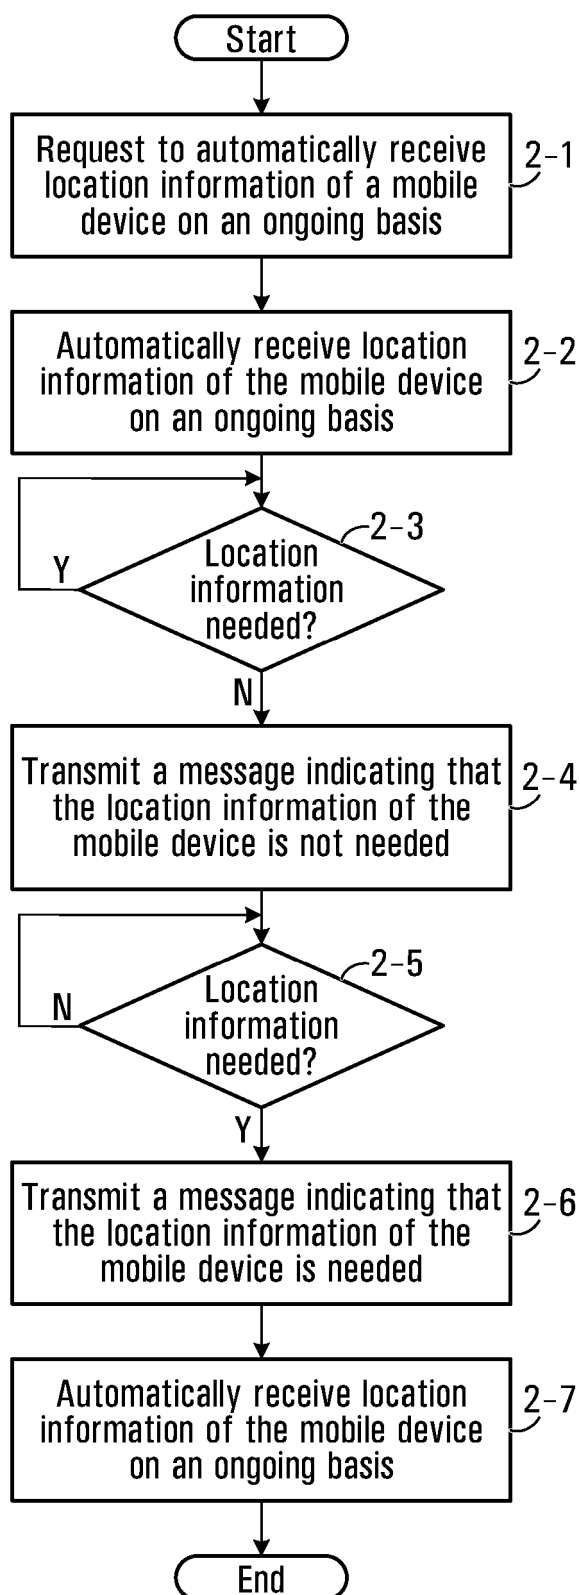 Start
Request to automatically receive
location information of a mobile
device on an ongoing basis
2-1
Automatically receive location
information of the mobile device
on an ongoing basis
2-2
2-3
Location
information
needed?
Y
N
Transmit a message indicating that
the location information of the
mobile device is not needed
2-4
2-5
Location
information
needed?
N
Y
Transmit a message indicating that
the location information of the
mobile device is needed
2-6
Automatically receive location
information of the mobile device
on an ongoing basis
2-7
End